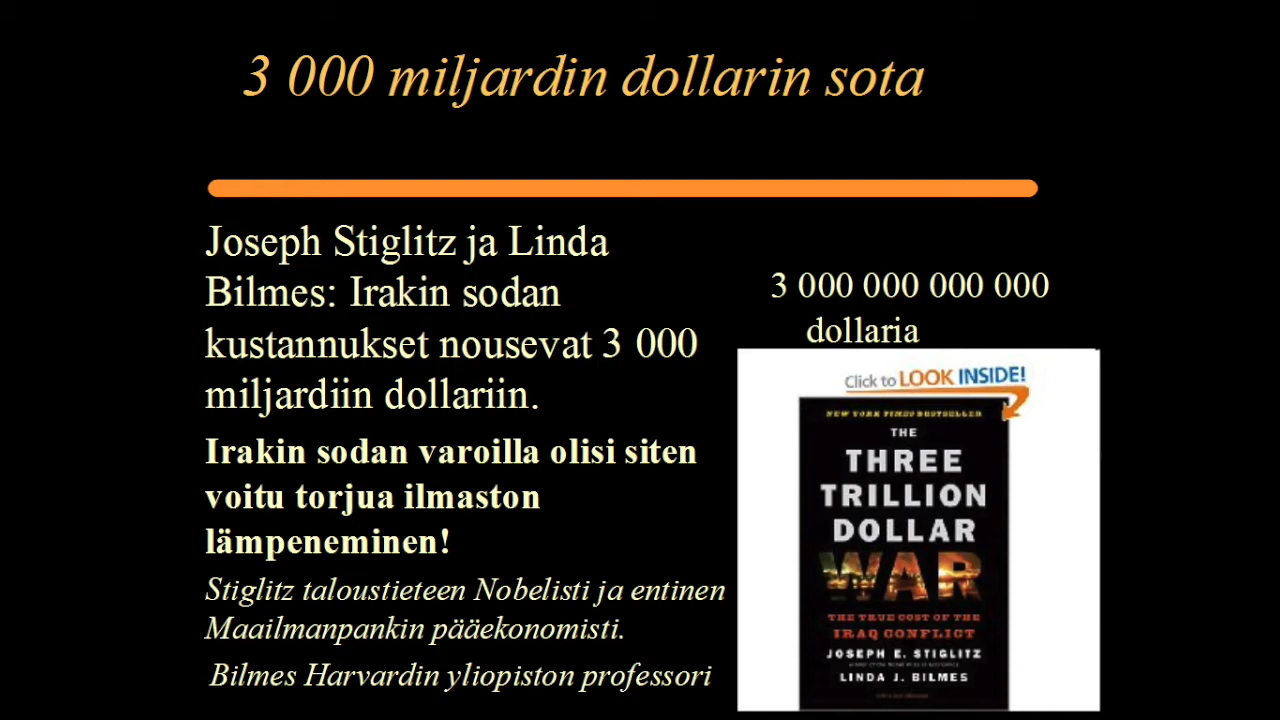 3 000 miljardin dollarin sota
Joseph Stiglitz ja Linda
Bilmes: Irakin sodan
kustannukset nousevat 3 000
miljardiin dollariin.
Irakin sodan varoilla olisi siten
voitu torjua ilmaston
lämpeneminen!
Stiglitz taloustieteen Nobelisti ja entinen
Maailmanpankin pääekonomisti.
Bilmes Harvardin yliopiston professori
3 000 000 000 000
dollaria
Click to LOOK INSIDE!
NEW YORK TIMES BESTSELLER
THE
THREE
TRILLION
DOLLAR
WAR
THE TRUE COST OF THE
IRAQ CONFLICT
JOSEPH E. STIGLITZ
LINDA J. BILMES